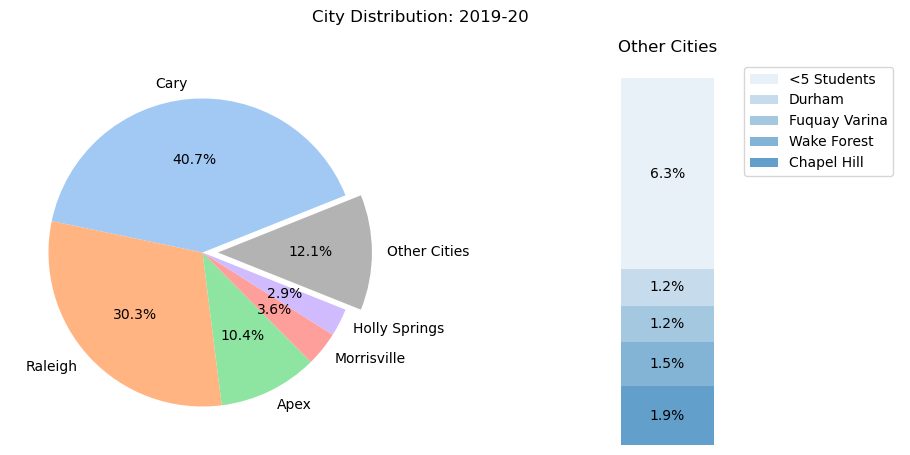 City Distribution: 2019-20
Cary
40.7%
Raleigh
30.3%
Apex
10.4%
Morrisville
3.6%
Holly Springs
2.9%
Other Cities
12.1%
Other Cities
6.3%
1.2%
1.2%
1.5%
1.9%
<5 Students
Durham
Fuquay Varina
Wake Forest
Chapel Hill